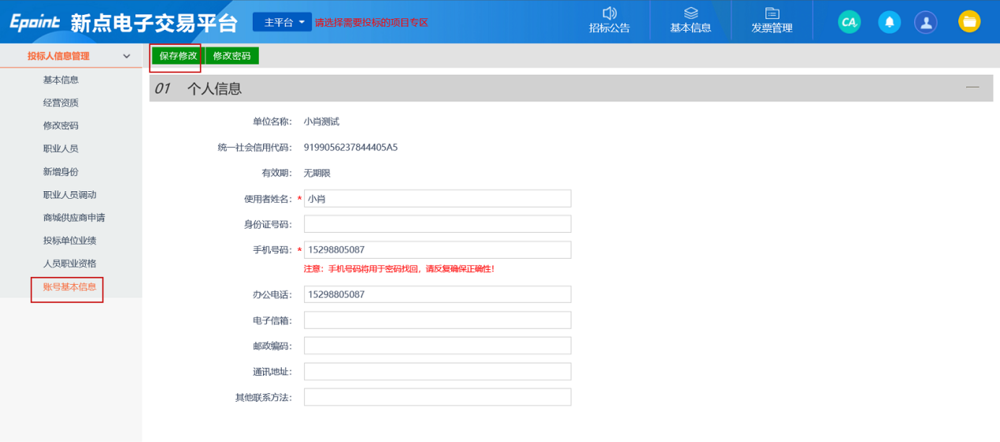 Epoint 新点电子交易平台
主平台 请选择需要投标的项目专区
招标公告 基本信息 发票管理
CA
投标人信息管理
基本信息
经营资质
修改密码
职业人员
新增身份
职业人员调动
商城供应商申请
投标单位业绩
人员职业资格
账号基本信息
保存修改 修改密码
01 个人信息
单位名称： 小肖测试
统一社会信用代码： 9199056237844405A5
有效期： 无期限
使用者姓名：* 小肖
身份证号码：
手机号码：* 15298805087
注意：手机号码将用于密码找回，请反复确保正确性！
办公电话： 15298805087
电子信箱：
邮政编码：
通讯地址：
其他联系方法：